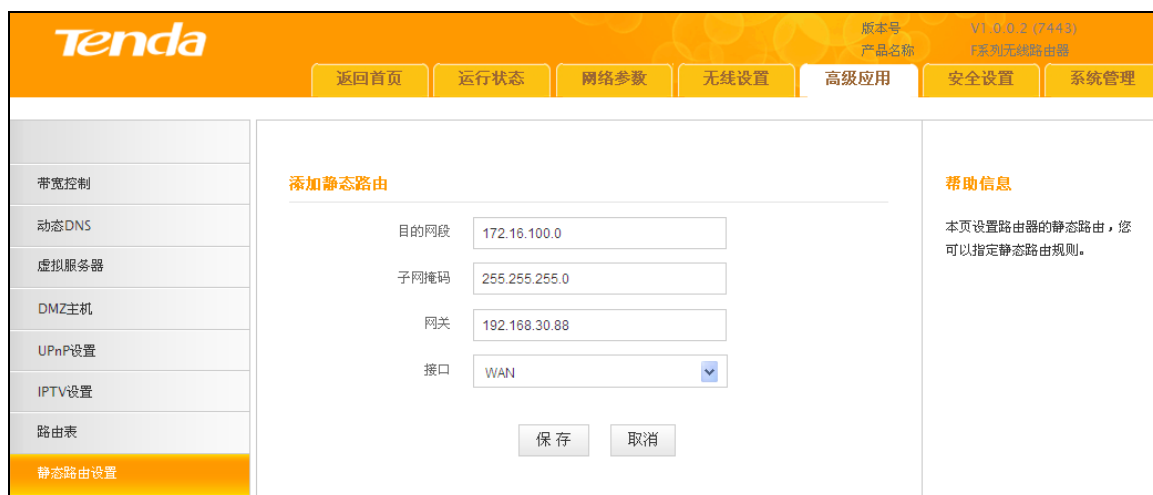 Tenda
版本号 V1.0.0.2 (7443)
产品名称 F系列无线路由器
返回首页 运行状态 网络参数 无线设置 高级应用 安全设置 系统管理
带宽控制
动态DNS
虚拟服务器
DMZ主机
UPnP设置
IPTV设置
路由表
静态路由设置
添加静态路由
目的网段 172.16.100.0
子网掩码 255.255.255.0
网关 192.168.30.88
接口 WAN
保存 取消
帮助信息
本页设置路由器的静态路由，您
可以指定静态路由规则。